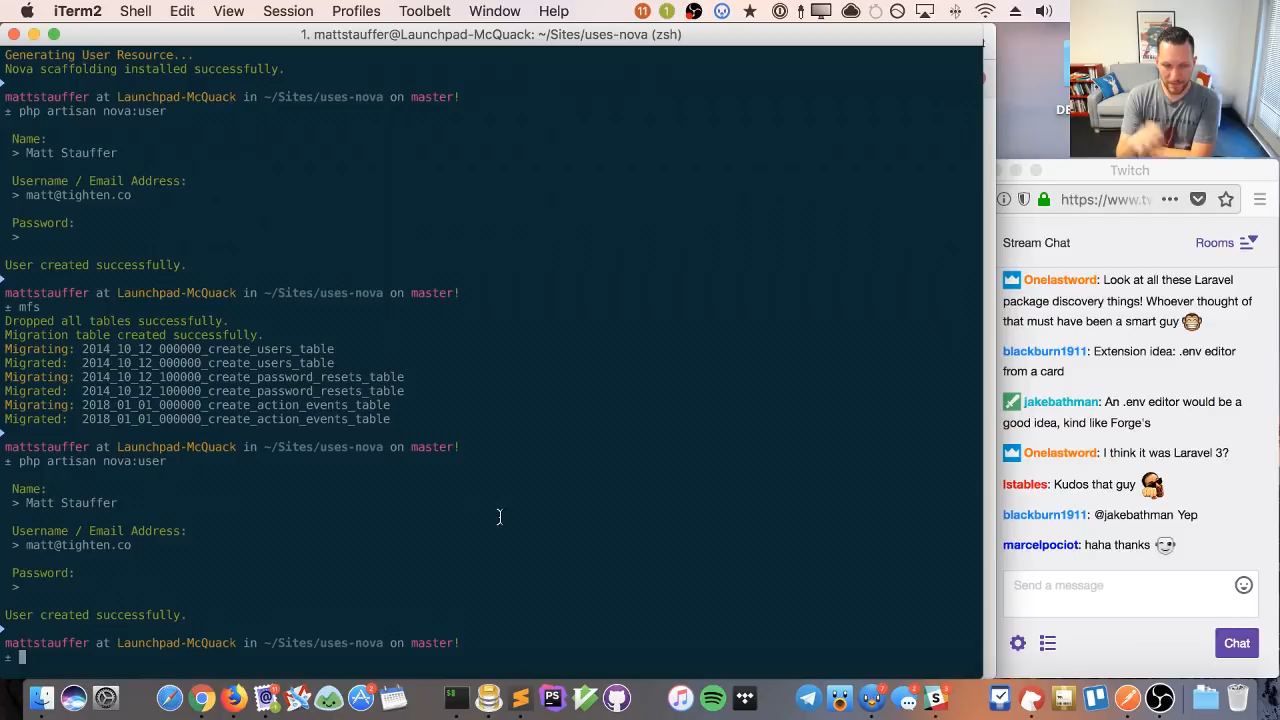 iTerm2 Shell Edit View Session Profiles Toolbelt Window Help 11 1
1. mattstauffer@Launchpad-McQuack: ~/Sites/uses-nova (zsh)
Generating User Resource...
Nova scaffolding installed successfully.
mattstauffer at Launchpad-McQuack in ~/Sites/uses-nova on master!
± php artisan nova:user
Name:
> Matt Stauffer
Username / Email Address:
> matt@tighten.co
Password:
>
User created successfully.
mattstauffer at Launchpad-McQuack in ~/Sites/uses-nova on master!
± mfs
Dropped all tables successfully.
Migration table created successfully.
Migrating: 2014_10_12_000000_create_users_table
Migrated: 2014_10_12_000000_create_users_table
Migrating: 2014_10_12_100000_create_password_resets_table
Migrated: 2014_10_12_100000_create_password_resets_table
Migrating: 2018_01_01_000000_create_action_events_table
Migrated: 2018_01_01_000000_create_action_events_table
mattstauffer at Launchpad-McQuack in ~/Sites/uses-nova on master!
± php artisan nova:user
Name:
> Matt Stauffer
Username / Email Address:
> matt@tighten.co
Password:
>
User created successfully.
mattstauffer at Launchpad-McQuack in ~/Sites/uses-nova on master!
±
DE
Twitch
https://www.tw
Stream Chat Rooms
Onelastword: Look at all these Laravel
package discovery things! Whoever thought of
that must have been a smart guy
blackburn1911: Extension idea: .env editor
from a card
jakebathman: An .env editor would be a
good idea, kind like Forge's
Onelastword: I think it was Laravel 3?
lstables: Kudos that guy
blackburn1911: @jakebathman Yep
marcelpociot: haha thanks
Send a message
Chat